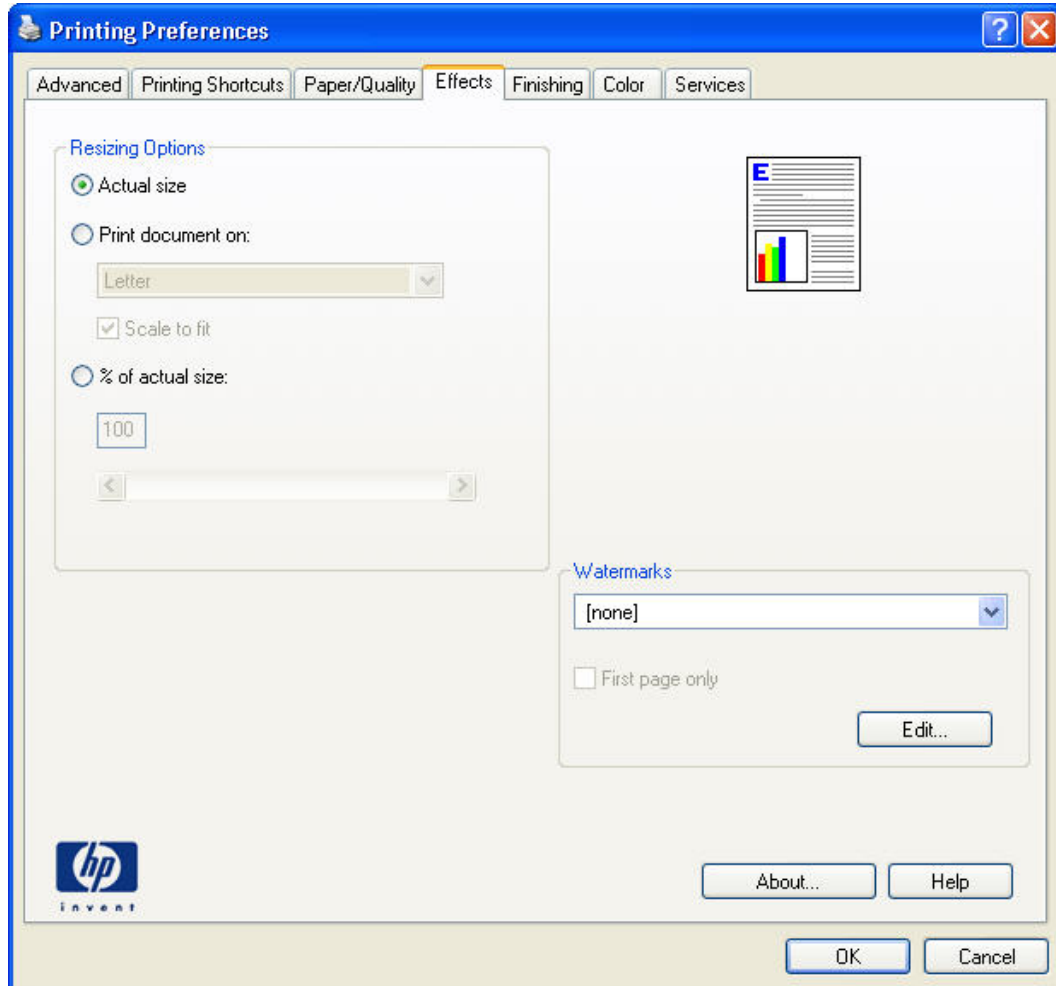 Printing Preferences
Advanced Printing Shortcuts Paper/Quality Effects Finishing Color Services
Resizing Options
Actual size
Print document on:
Letter
Scale to fit
% of actual size:
100
E
Watermarks
[none]
First page only
Edit...
hp
invent
About... Help
OK Cancel